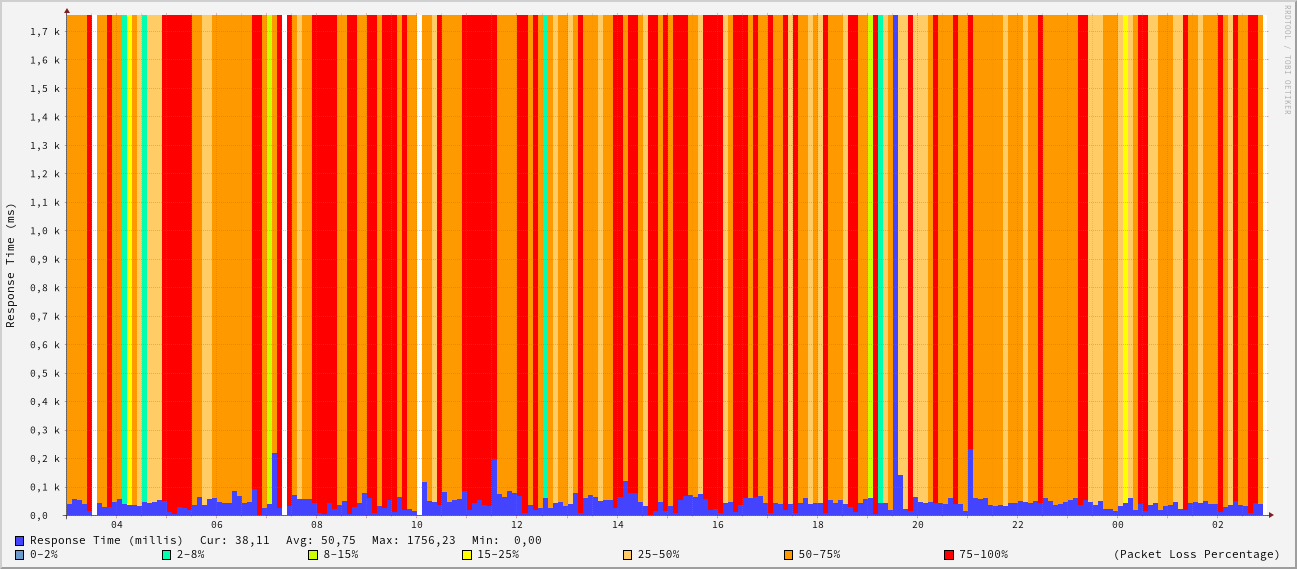 RRDTOOL / TOBI OETIKER
Response Time (ms)
1,7 k
1,6 k
1,5 k
1,4 k
1,3 k
1,2 k
1,1 k
1,0 k
0,9 k
0,8 k
0,7 k
0,6 k
0,5 k
0,4 k
0,3 k
0,2 k
0,1 k
0,0
04 06 08 10 12 14 16 18 20 22 00 02
Response Time (millis) Cur: 38,11 Avg: 50,75 Max: 1756,23 Min: 0,00
0-2% 2-8% 8-15% 15-25% 25-50% 50-75% 75-100% (Packet Loss Percentage)